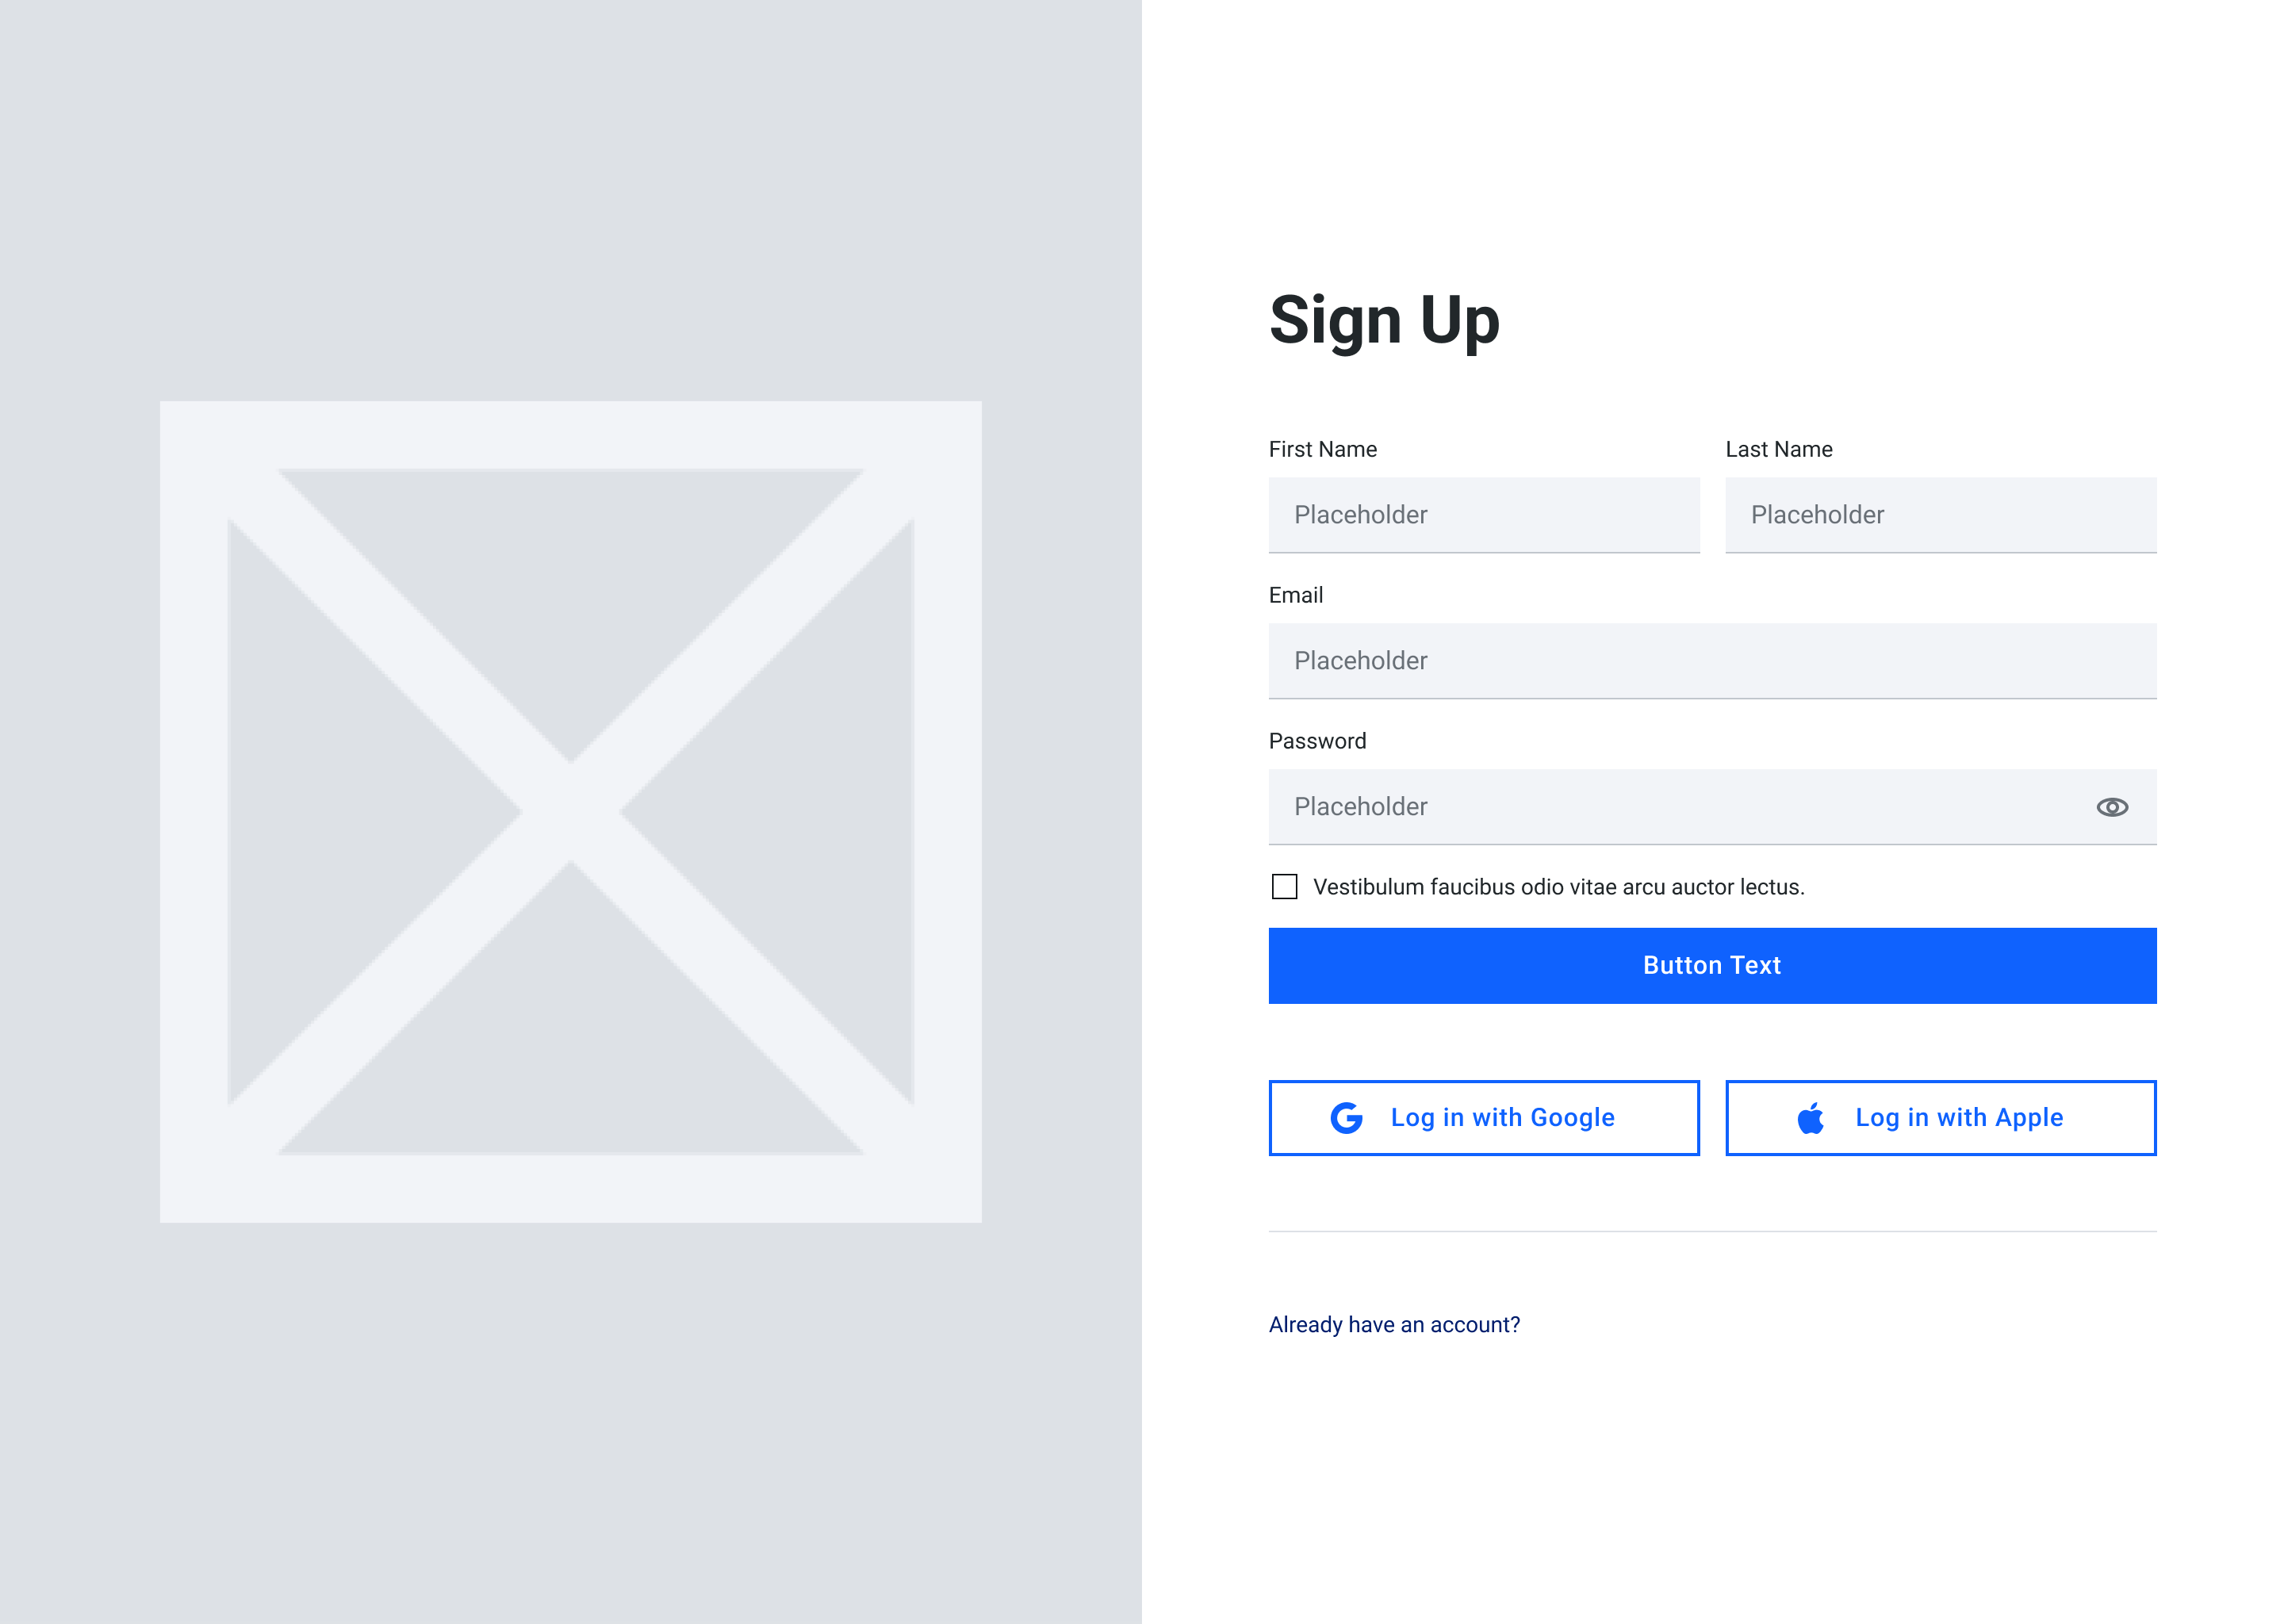 Sign Up
First Name
Last Name
Placeholder
Placeholder
Email
Placeholder
Password
Placeholder
Vestibulum faucibus odio vitae arcu auctor lectus.
Button Text
Log in with Google
Log in with Apple
Already have an account?